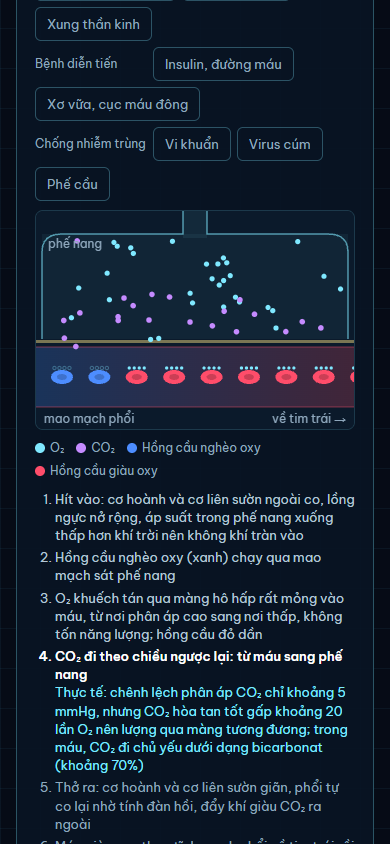 Xung thần kinh
Bệnh diễn tiến
Insulin, đường máu
Xơ vữa, cục máu đông
Chống nhiễm trùng
Vi khuẩn
Virus cúm
Phế cầu
phế nang
mao mạch phổi
về tim trái →
O₂
CO₂
Hồng cầu nghèo oxy
Hồng cầu giàu oxy
1. Hít vào: cơ hoành và cơ liên sườn ngoài co, lồng
ngực nở rộng, áp suất trong phế nang xuống
thấp hơn khí trời nên không khí tràn vào
2. Hồng cầu nghèo oxy (xanh) chạy qua mao
mạch sát phế nang
3. O₂ khuếch tán qua màng hô hấp rất mỏng vào
máu, từ nơi phân áp cao sang nơi thấp, không
tốn năng lượng; hồng cầu đỏ dần
4. CO₂ đi theo chiều ngược lại: từ máu sang phế
nang
Thực tế: chênh lệch phân áp CO₂ chỉ khoảng 5
mmHg, nhưng CO₂ hòa tan tốt gấp khoảng 20
lần O₂ nên lượng qua màng tương đương; trong
máu, CO₂ đi chủ yếu dưới dạng bicarbonat
(khoảng 70%)
5. Thở ra: cơ hoành và cơ liên sườn giãn, phổi tự
co lại nhờ tính đàn hồi, đẩy khí giàu CO₂ ra
ngoài